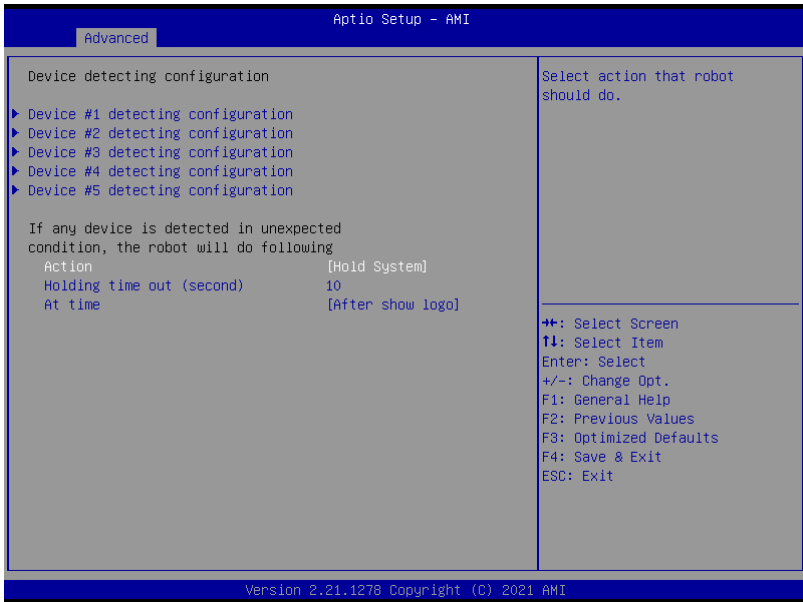 Aptio Setup – AMI
Advanced
Device detecting configuration
Device #1 detecting configuration
Device #2 detecting configuration
Device #3 detecting configuration
Device #4 detecting configuration
Device #5 detecting configuration
If any device is detected in unexpected
condition, the robot will do following
Action [Hold System]
Holding time out (second) 10
At time [After show logo]
Select action that robot
should do.
→←: Select Screen
↑↓: Select Item
Enter: Select
+/-: Change Opt.
F1: General Help
F2: Previous Values
F3: Optimized Defaults
F4: Save & Exit
ESC: Exit
Version 2.21.1278 Copyright (C) 2021 AMI